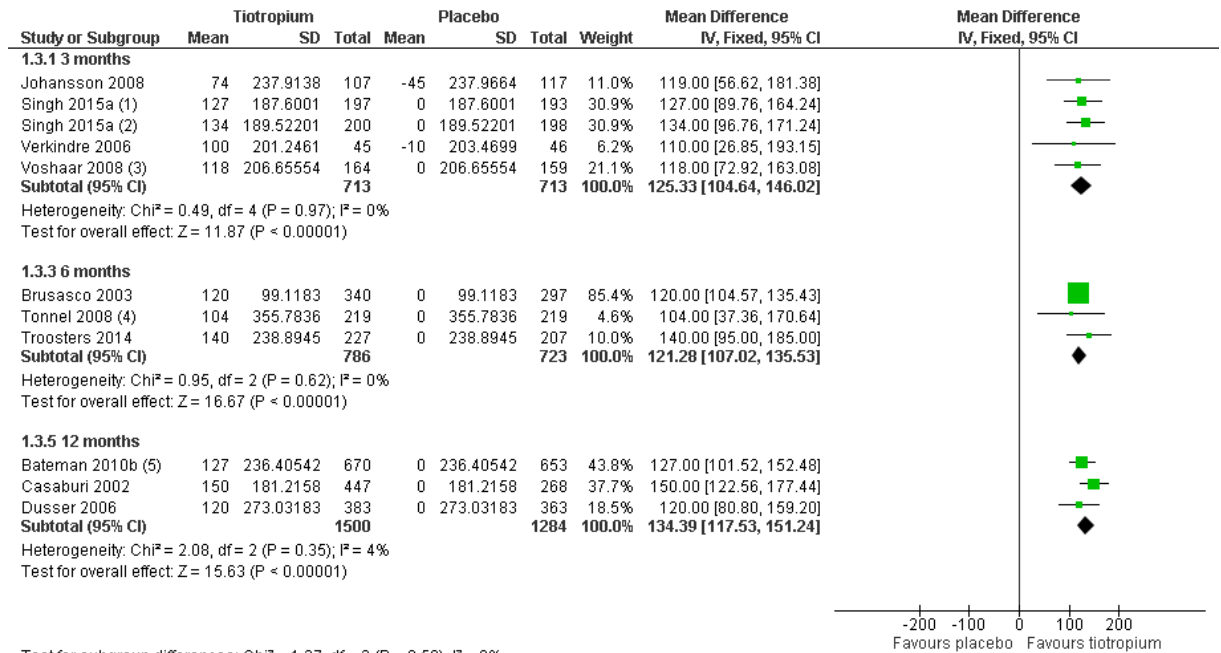 Tiotropium Placebo Mean Difference Mean Difference
Study or Subgroup Mean SD Total Mean SD Total Weight IV, Fixed, 95% CI IV, Fixed, 95% CI
1.3.1 3 months
Johansson 2008 74 237.9138 107 -45 237.9664 117 11.0% 119.00 [56.62, 181.38]
Singh 2015a (1) 127 187.6001 197 0 187.6001 193 30.9% 127.00 [89.76, 164.24]
Singh 2015a (2) 134 189.52201 200 0 189.52201 198 30.9% 134.00 [96.76, 171.24]
Verkindre 2006 100 201.2461 45 -10 203.4699 46 6.2% 110.00 [26.85, 193.15]
Voshaar 2008 (3) 118 206.65554 164 0 206.65554 159 21.1% 118.00 [72.92, 163.08]
Subtotal (95% CI) 713 713 100.0% 125.33 [104.64, 146.02]
Heterogeneity: Chi² = 0.49, df = 4 (P = 0.97); I² = 0%
Test for overall effect: Z = 11.87 (P < 0.00001)
1.3.3 6 months
Brusasco 2003 120 99.1183 340 0 99.1183 297 85.4% 120.00 [104.57, 135.43]
Tonnel 2008 (4) 104 355.7836 219 0 355.7836 219 4.6% 104.00 [37.36, 170.64]
Troosters 2014 140 238.8945 227 0 238.8945 207 10.0% 140.00 [95.00, 185.00]
Subtotal (95% CI) 786 723 100.0% 121.28 [107.02, 135.53]
Heterogeneity: Chi² = 0.95, df = 2 (P = 0.62); I² = 0%
Test for overall effect: Z = 16.67 (P < 0.00001)
1.3.5 12 months
Bateman 2010b (5) 127 236.40542 670 0 236.40542 653 43.8% 127.00 [101.52, 152.48]
Casaburi 2002 150 181.2158 447 0 181.2158 268 37.7% 150.00 [122.56, 177.44]
Dusser 2006 120 273.03183 383 0 273.03183 363 18.5% 120.00 [80.80, 159.20]
Subtotal (95% CI) 1500 1284 100.0% 134.39 [117.53, 151.24]
Heterogeneity: Chi² = 2.08, df = 2 (P = 0.35); I² = 4%
Test for overall effect: Z = 15.63 (P < 0.00001)
-200 -100 0 100 200
Favours placebo Favours tiotropium